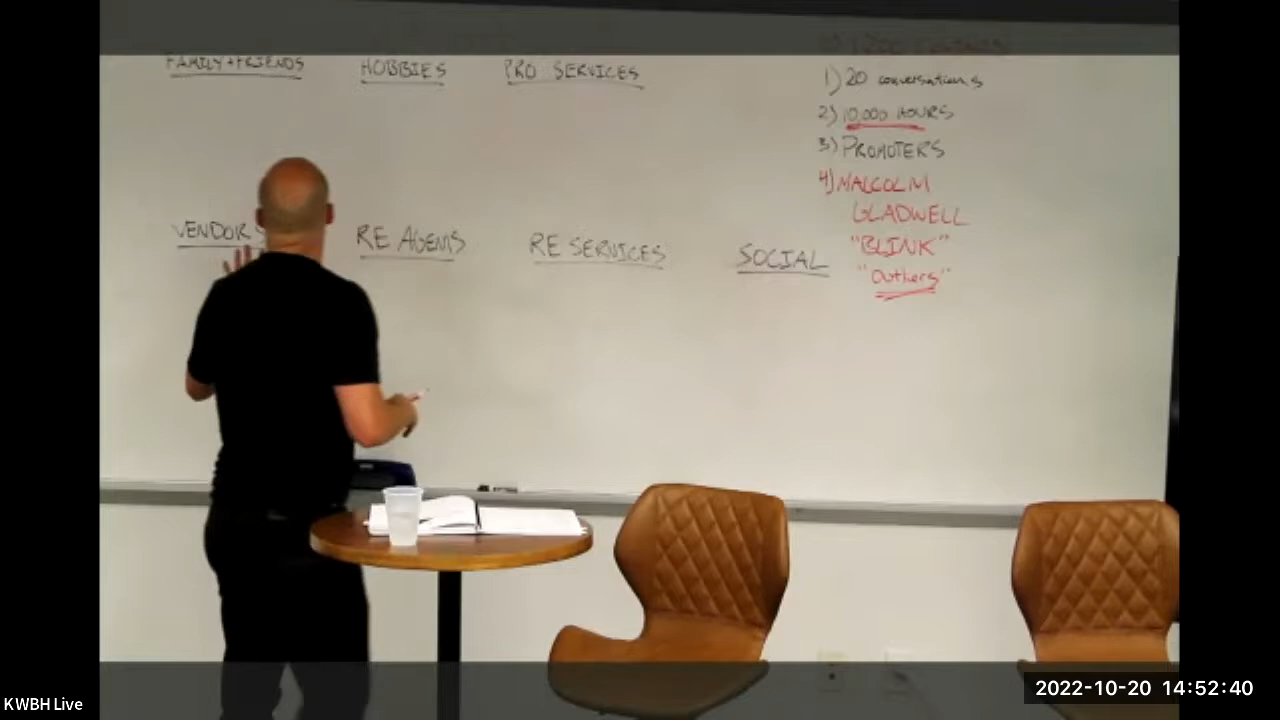 FAMILY+FRIENDS
HOBBIES
PRO SERVICES
VENDORS
RE AGENTS
RE SERVICES
SOCIAL
1) 20 conversations
2) 10,000 HOURS
3) PROMOTERS
4) MALCOLM
GLADWELL
"BLINK"
"Outliers"
KWBH Live
2022-10-20 14:52:40